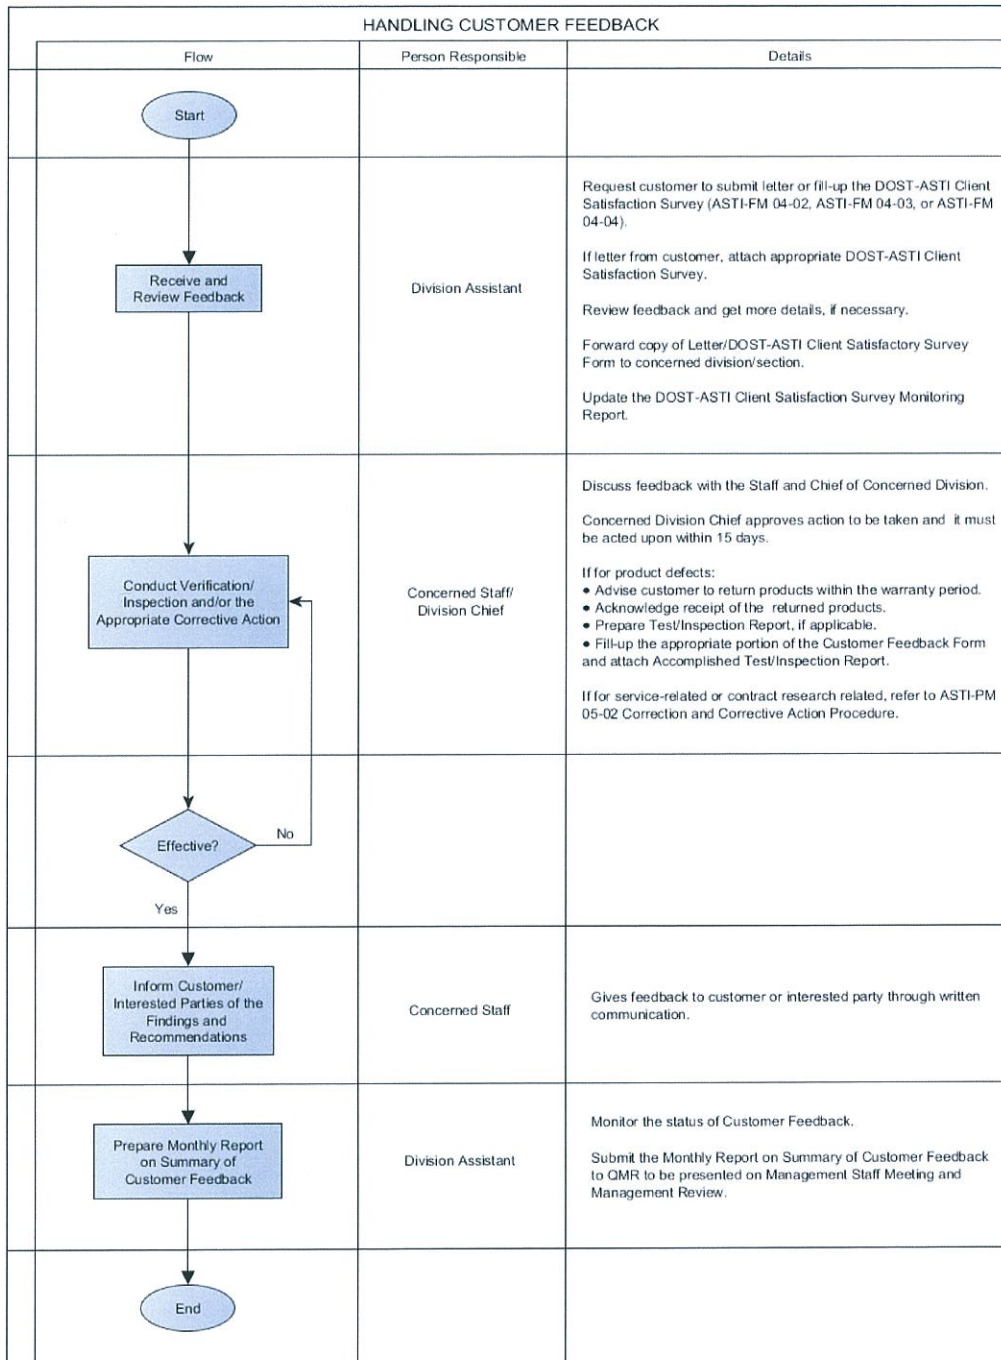 HANDLING CUSTOMER FEEDBACK
Flow
Person Responsible
Details
Start
Receive and
Review Feedback
Division Assistant
Request customer to submit letter or fill-up the DOST-ASTI Client
Satisfaction Survey (ASTI-FM 04-02, ASTI-FM 04-03, or ASTI-FM
04-04).
If letter from customer, attach appropriate DOST-ASTI Client
Satisfaction Survey.
Review feedback and get more details, if necessary.
Forward copy of Letter/DOST-ASTI Client Satisfactory Survey
Form to concerned division/section.
Update the DOST-ASTI Client Satisfaction Survey Monitoring
Report.
Conduct Verification/
Inspection and/or the
Appropriate Corrective Action
Concerned Staff/
Division Chief
Discuss feedback with the Staff and Chief of Concerned Division.
Concerned Division Chief approves action to be taken and it must
be acted upon within 15 days.
If for product defects:
• Advise customer to return products within the warranty period.
• Acknowledge receipt of the returned products.
• Prepare Test/Inspection Report, if applicable.
• Fill-up the appropriate portion of the Customer Feedback Form
and attach Accomplished Test/Inspection Report.
If for service-related or contract research related, refer to ASTI-PM
05-02 Correction and Corrective Action Procedure.
Effective?
No
Yes
Inform Customer/
Interested Parties of the
Findings and
Recommendations
Concerned Staff
Gives feedback to customer or interested party through written
communication.
Prepare Monthly Report
on Summary of
Customer Feedback
Division Assistant
Monitor the status of Customer Feedback.
Submit the Monthly Report on Summary of Customer Feedback
to QMR to be presented on Management Staff Meeting and
Management Review.
End